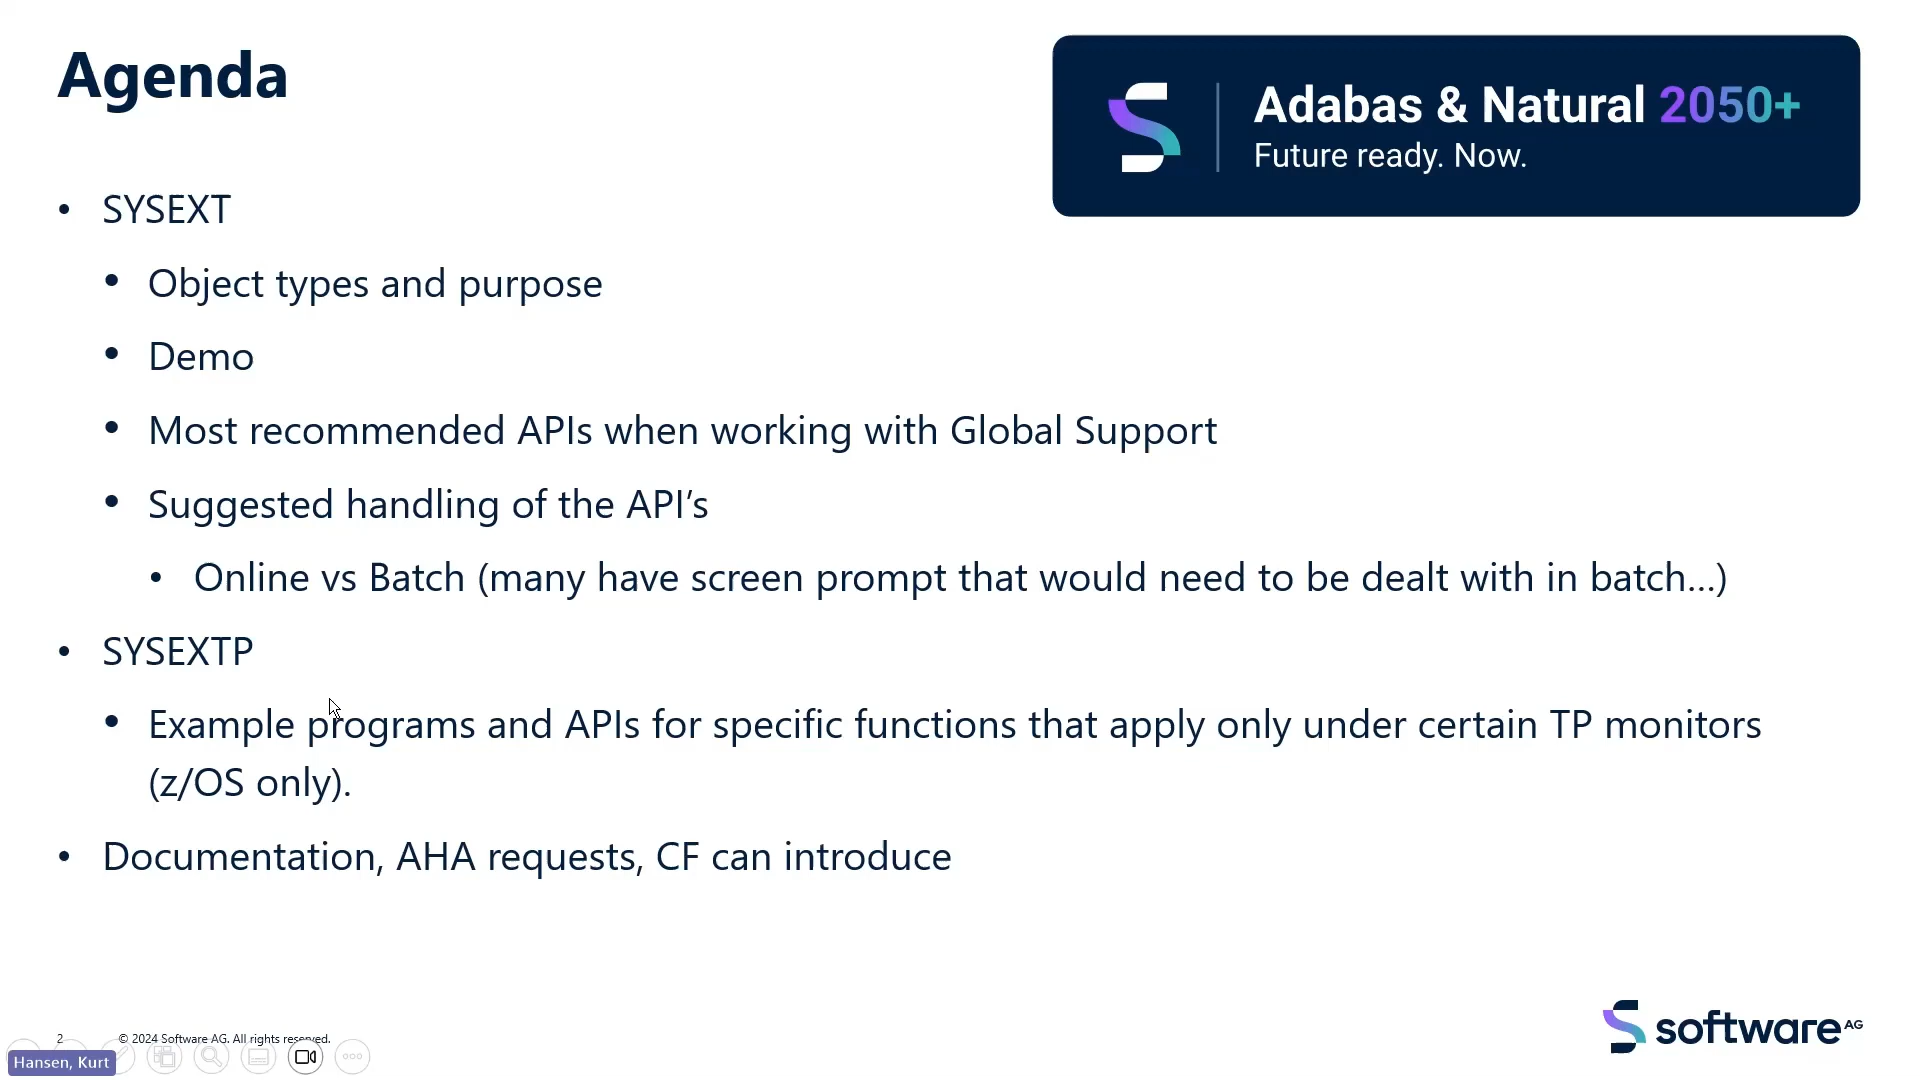 Agenda
Adabas & Natural 2050+
Future ready. Now.
• SYSEXT
• Object types and purpose
• Demo
• Most recommended APIs when working with Global Support
• Suggested handling of the API’s
• Online vs Batch (many have screen prompt that would need to be dealt with in batch…)
• SYSEXTP
• Example programs and APIs for specific functions that apply only under certain TP monitors
(z/OS only).
• Documentation, AHA requests, CF can introduce
2 © 2024 Software AG. All rights reserved.
Hansen, Kurt
software AG